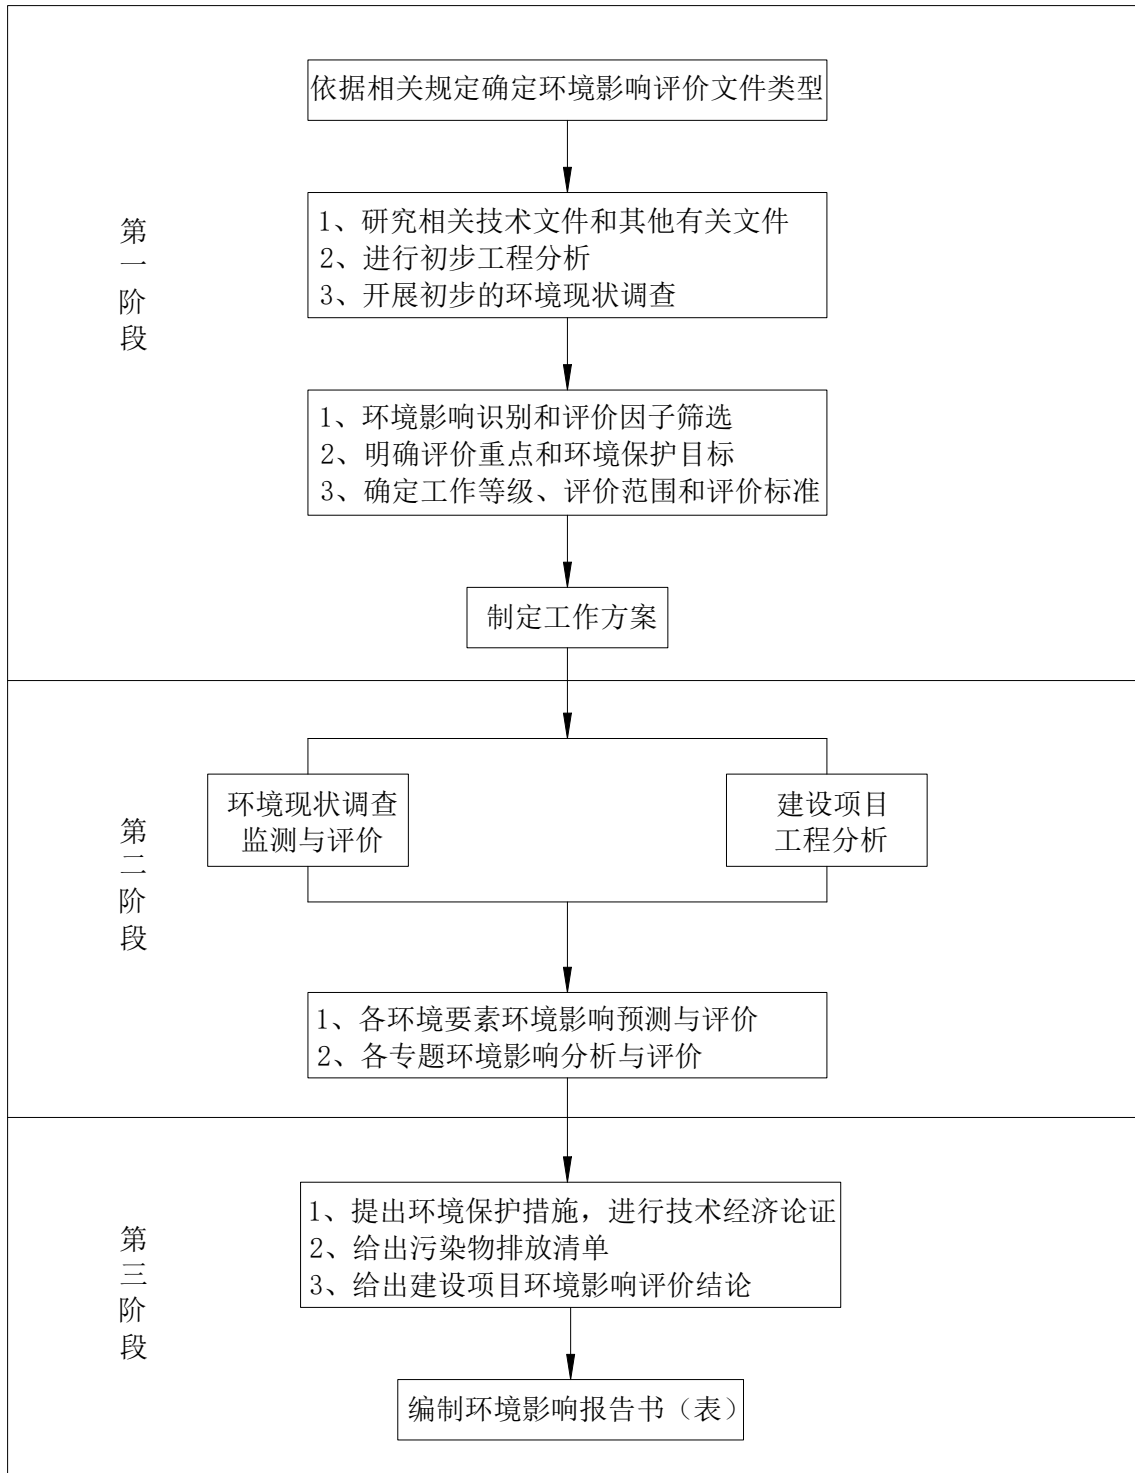 依据相关规定确定环境影响评价文件类型
第一阶段
1、研究相关技术文件和其他有关文件
2、进行初步工程分析
3、开展初步的环境现状调查
1、环境影响识别和评价因子筛选
2、明确评价重点和环境保护目标
3、确定工作等级、评价范围和评价标准
制定工作方案
第二阶段
环境现状调查
监测与评价
建设项目
工程分析
1、各环境要素环境影响预测与评价
2、各专题环境影响分析与评价
第三阶段
1、提出环境保护措施，进行技术经济论证
2、给出污染物排放清单
3、给出建设项目环境影响评价结论
编制环境影响报告书（表）